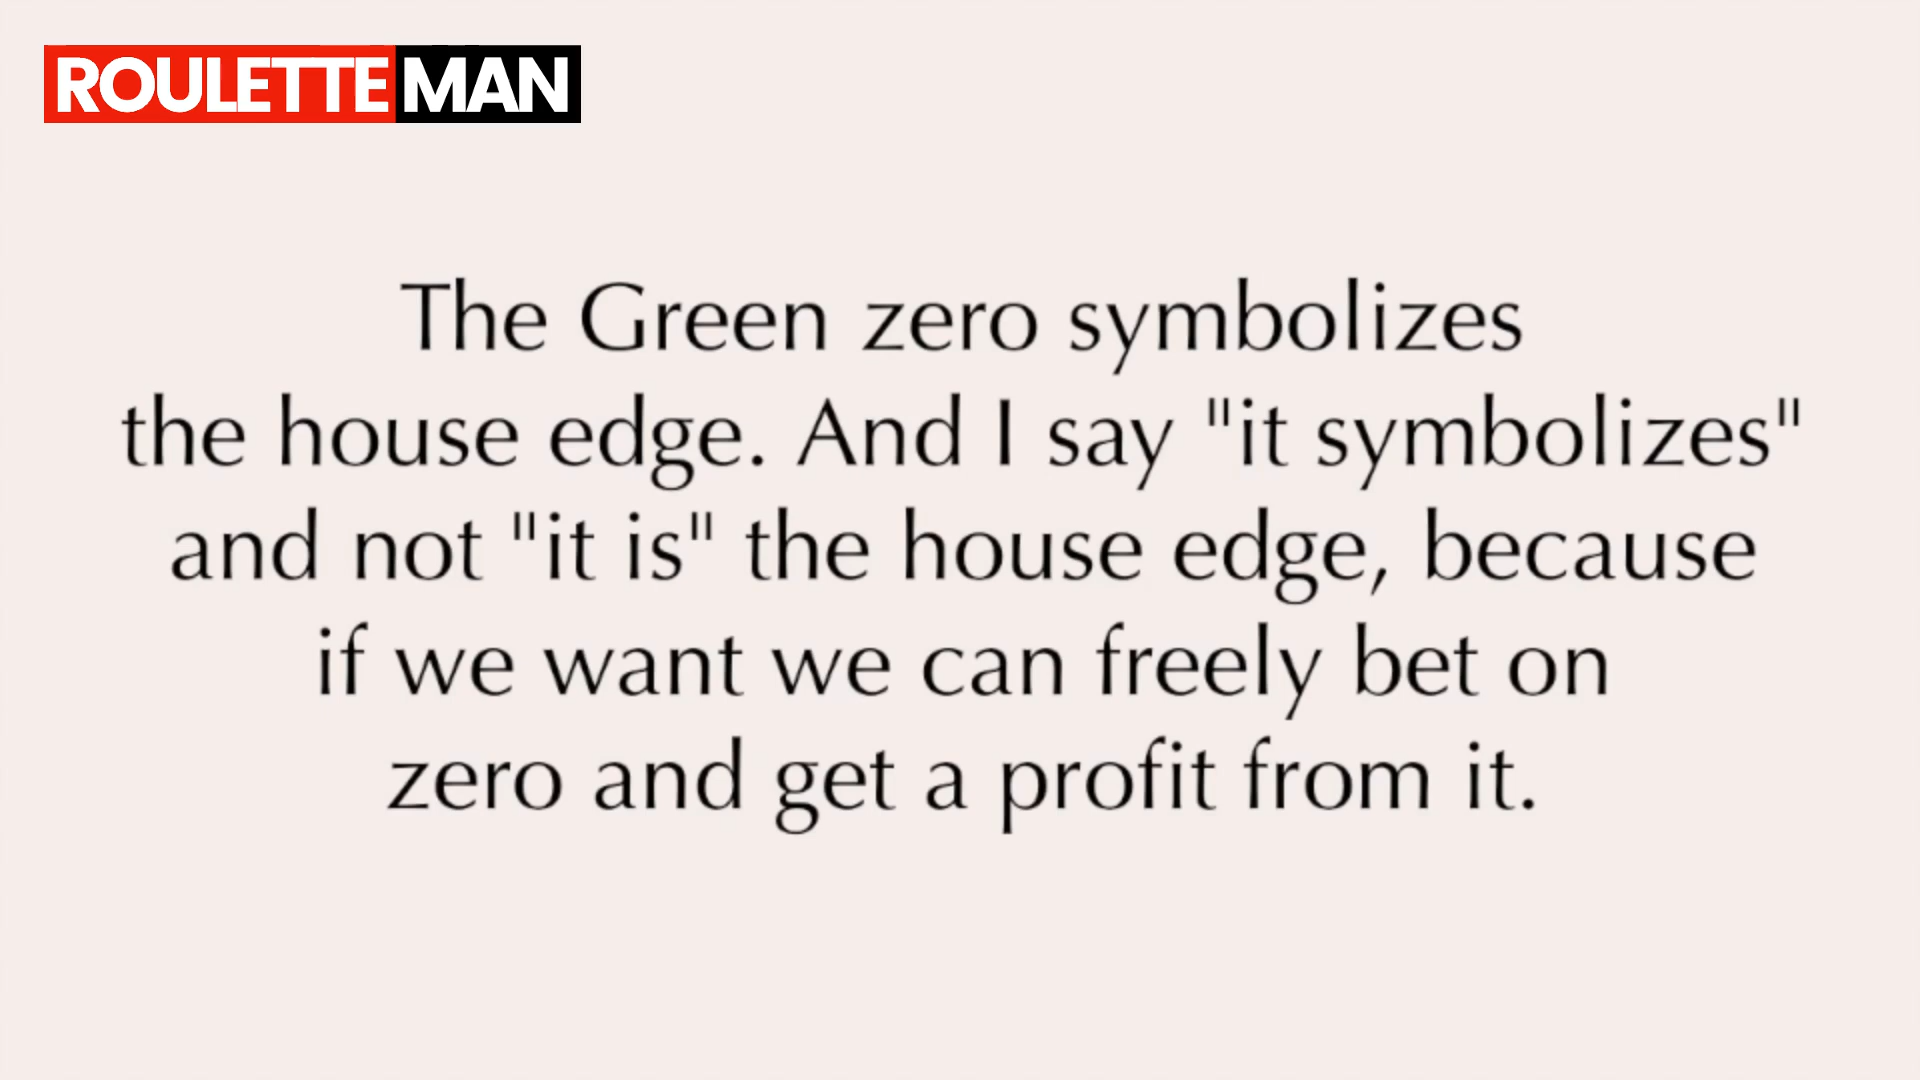 ROULETTE MAN
The Green zero symbolizes
the house edge. And I say "it symbolizes"
and not "it is" the house edge, because
if we want we can freely bet on
zero and get a profit from it.